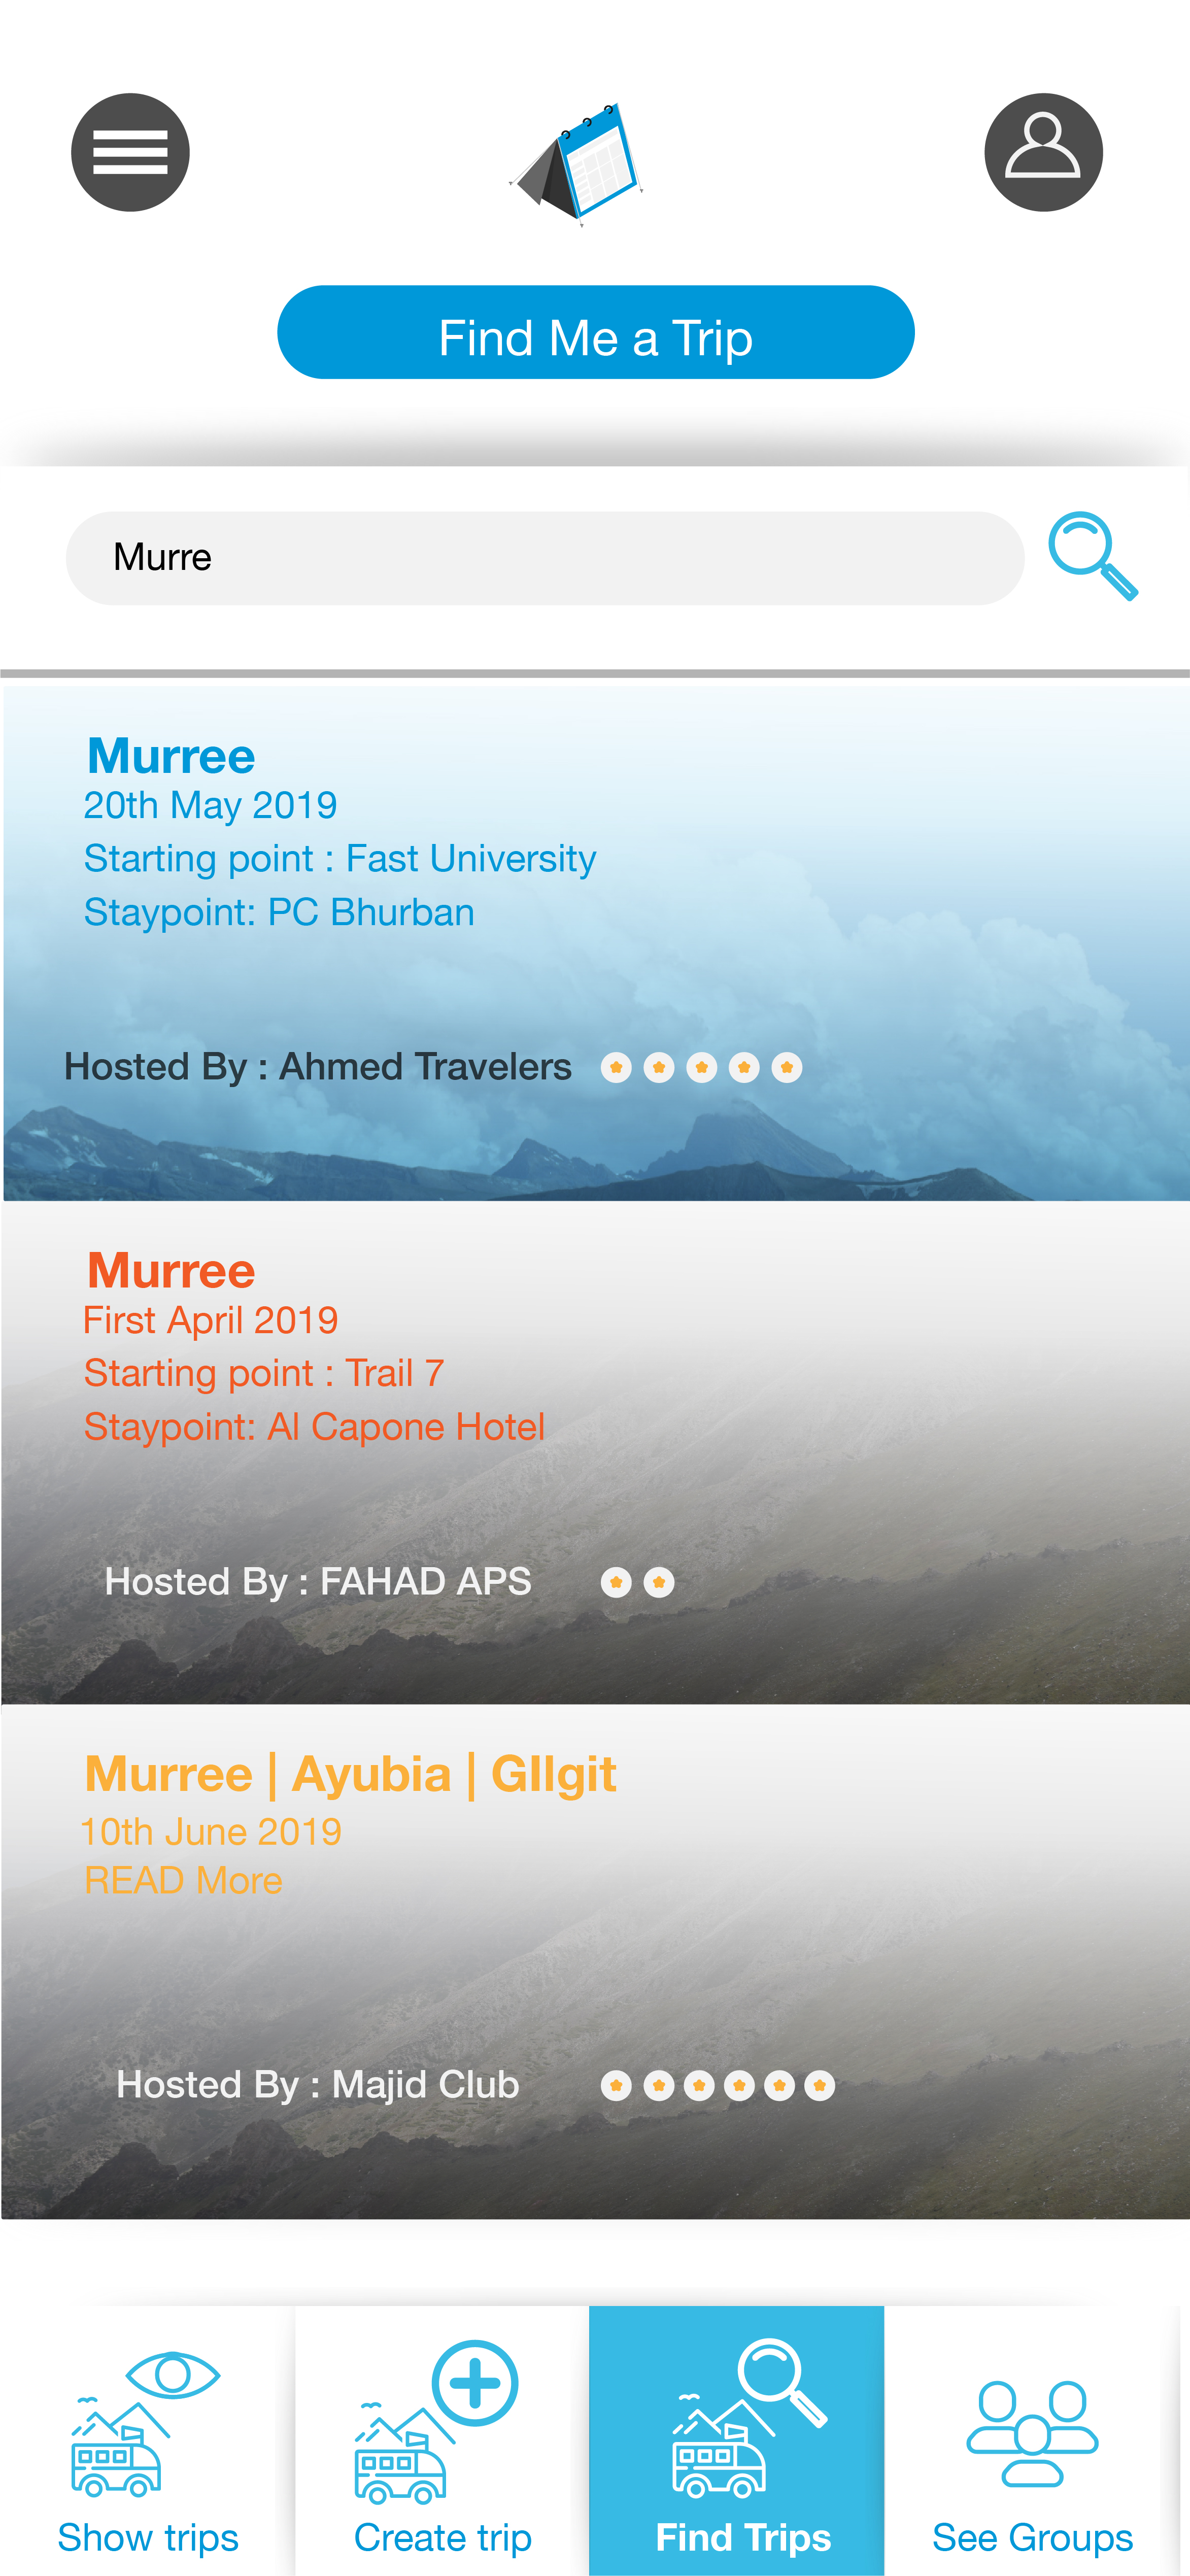 Find Me a Trip
Murre
Murree
20th May 2019
Starting point : Fast University
Staypoint: PC Bhurban
Hosted By : Ahmed Travelers
Murree
First April 2019
Starting point : Trail 7
Staypoint: Al Capone Hotel
Hosted By : FAHAD APS
Murree | Ayubia | GIlgit
10th June 2019
READ More
Hosted By : Majid Club
Show trips
Create trip
Find Trips
See Groups